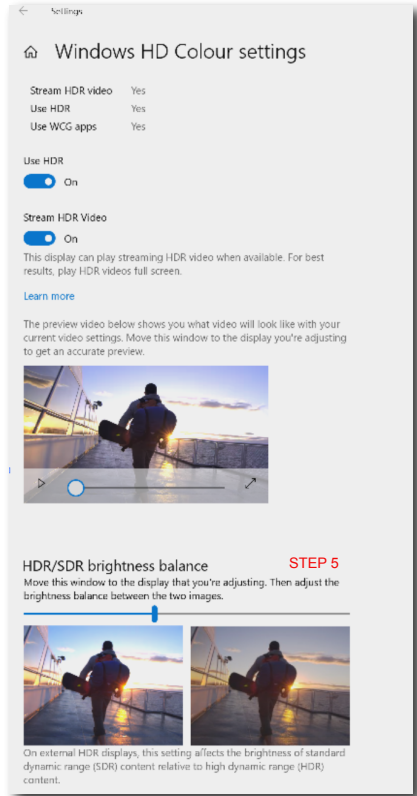 Settings
Windows HD Colour settings
Stream HDR video Yes
Use HDR Yes
Use WCG apps Yes
Use HDR
On
Stream HDR Video
On
This display can play streaming HDR video when available. For best
results, play HDR videos full screen.
Learn more
The preview video below shows you what video will look like with your
current video settings. Move this window to the display you're adjusting
to get an accurate preview.
HDR/SDR brightness balance STEP 5
Move this window to the display that you're adjusting. Then adjust the
brightness balance between the two images.
On external HDR displays, this setting affects the brightness of standard
dynamic range (SDR) content relative to high dynamic range (HDR)
content.